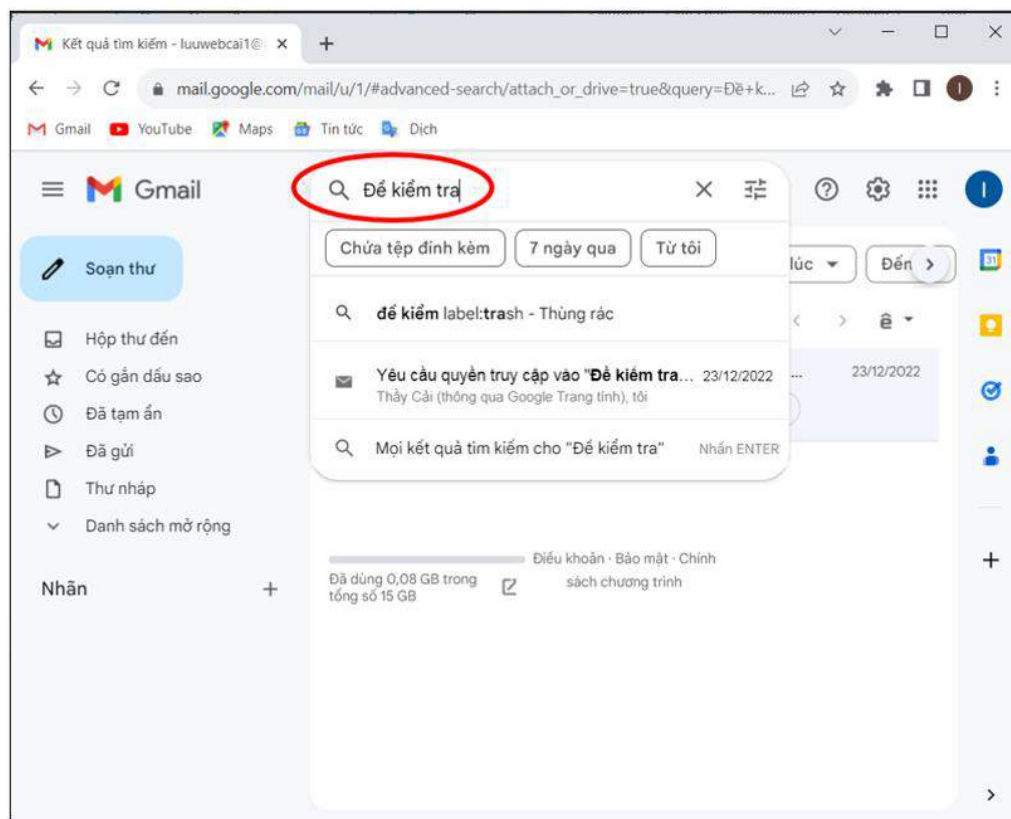 Kết quả tìm kiếm - luuwebcai1@
mail.google.com/mail/u/1/#advanced-search/attach_or_drive=true&query=Đề+k...
Gmail YouTube Maps Tin tức Dịch
Gmail
Đề kiểm tra
Chứa tệp đính kèm 7 ngày qua Từ tôi
lúc Đến
Soạn thư
đề kiểm label:trash - Thùng rác
Hộp thư đến
Có gắn dấu sao
Đã tạm ẩn
Đã gửi
Thư nháp
Danh sách mở rộng
Yêu cầu quyền truy cập vào "Đề kiểm tra... 23/12/2022
Thầy Cải (thông qua Google Trang tính), tôi
... 23/12/2022
Mọi kết quả tìm kiếm cho "Đề kiểm tra" Nhấn ENTER
Nhãn
Đã dùng 0,08 GB trong
tổng số 15 GB
Điều khoản · Bảo mật · Chính
sách chương trình
31
I